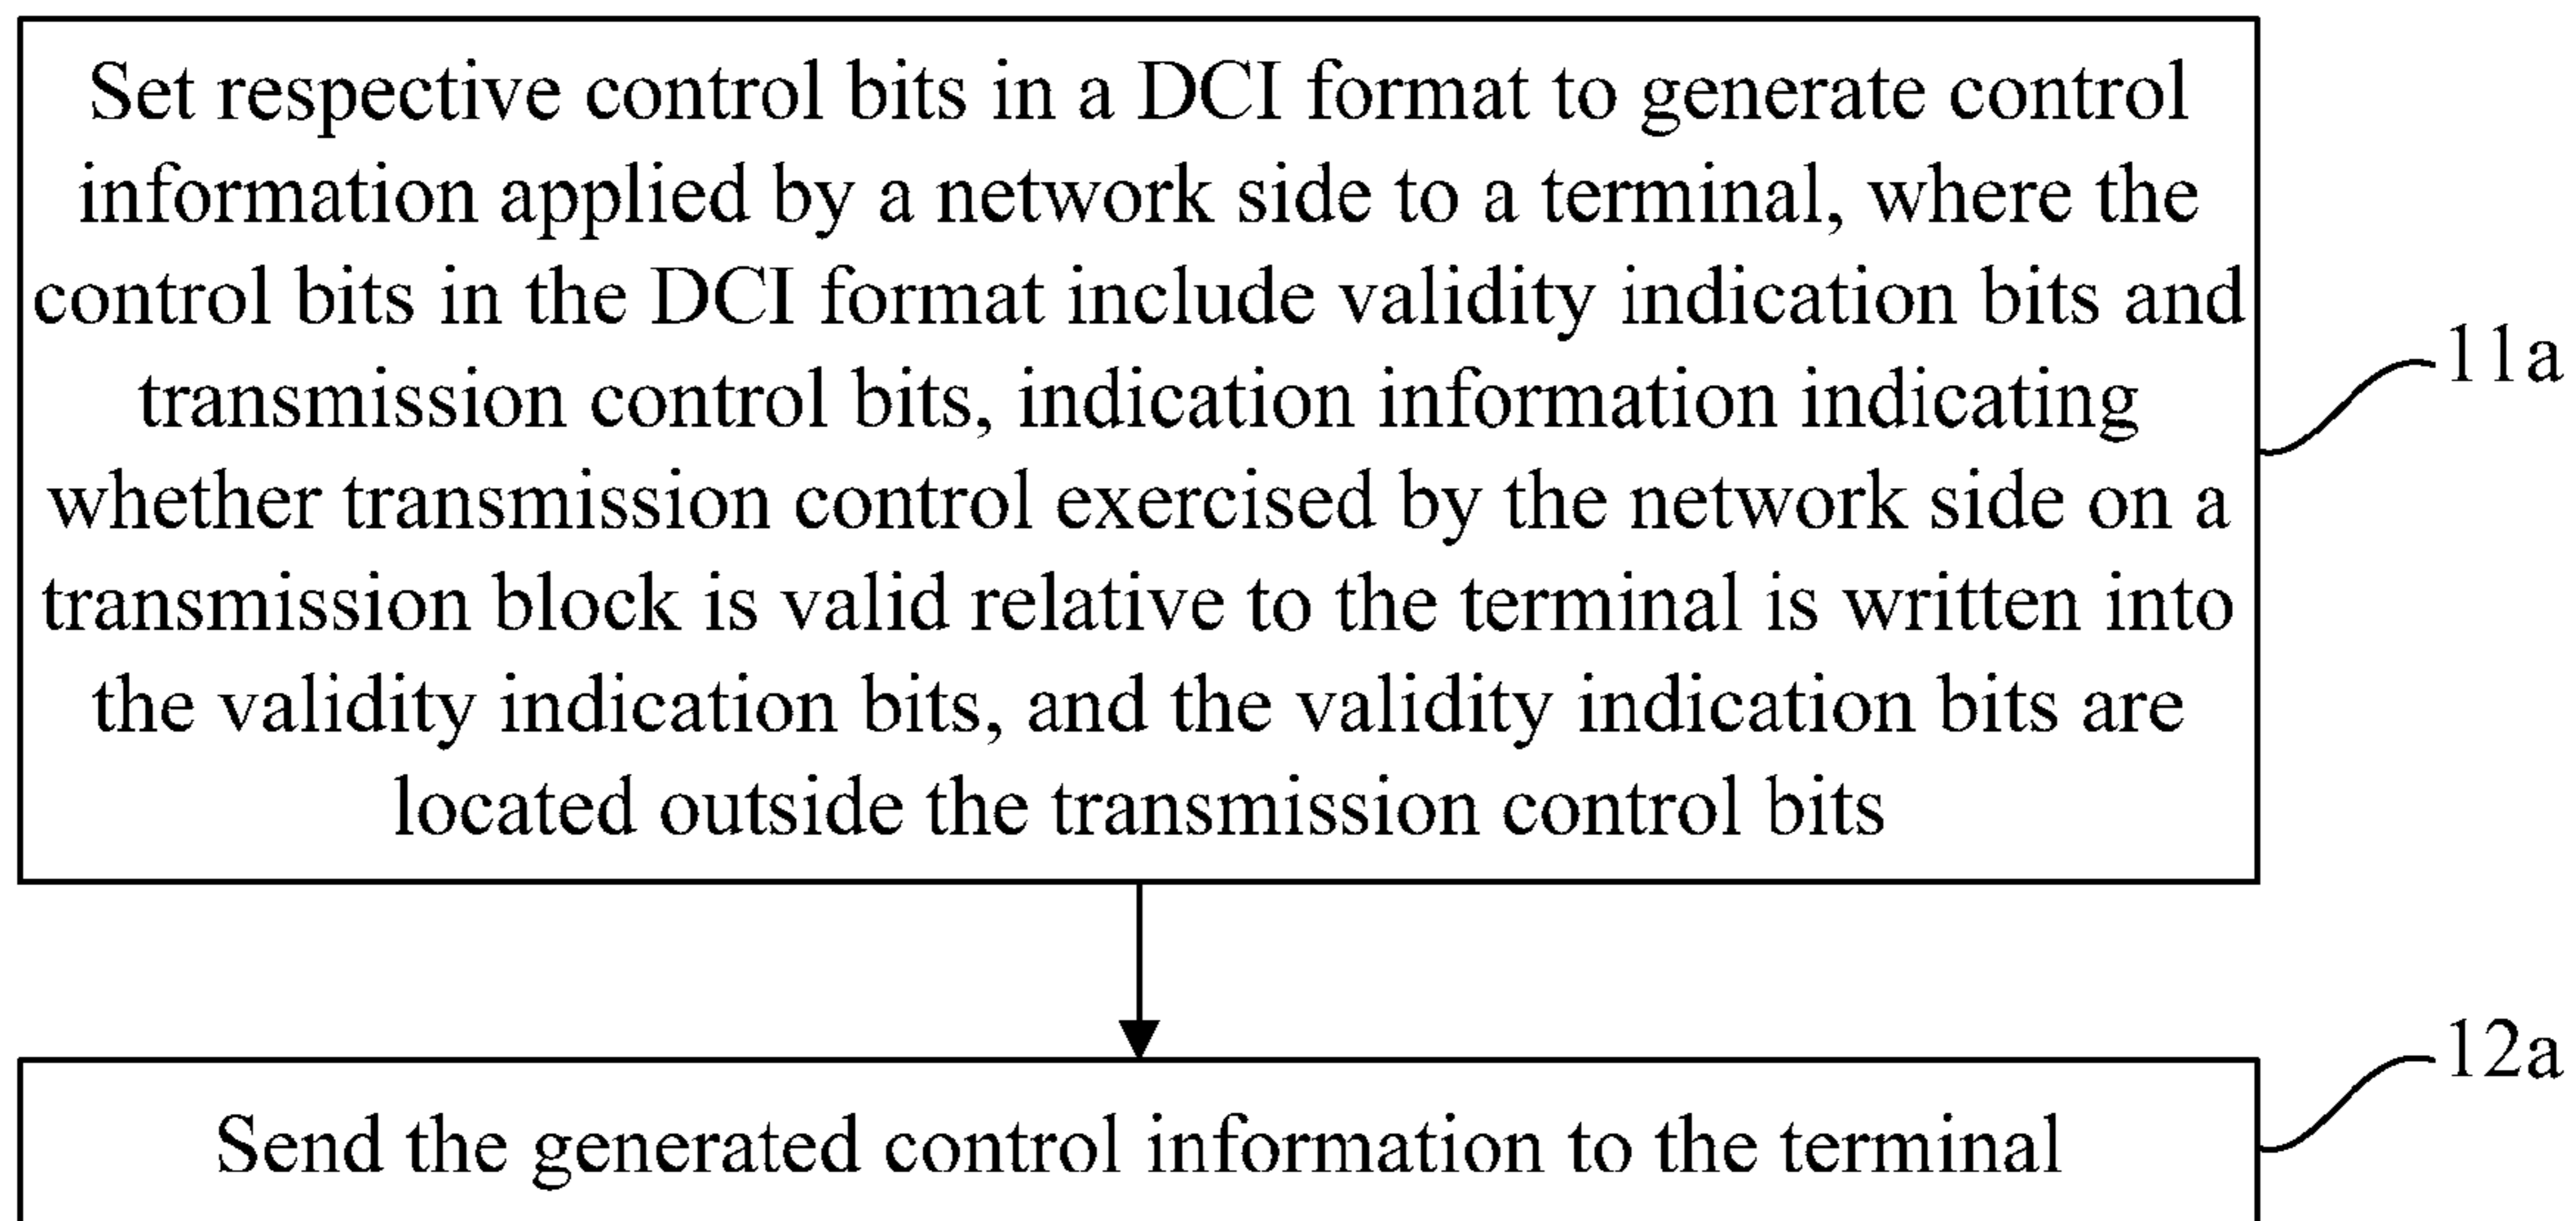 Set respective control bits in a DCI format to generate control
information applied by a network side to a terminal, where the
control bits in the DCI format include validity indication bits and
transmission control bits, indication information indicating
whether transmission control exercised by the network side on a
transmission block is valid relative to the terminal is written into
the validity indication bits, and the validity indication bits are
located outside the transmission control bits
11a
12a
Send the generated control information to the terminal